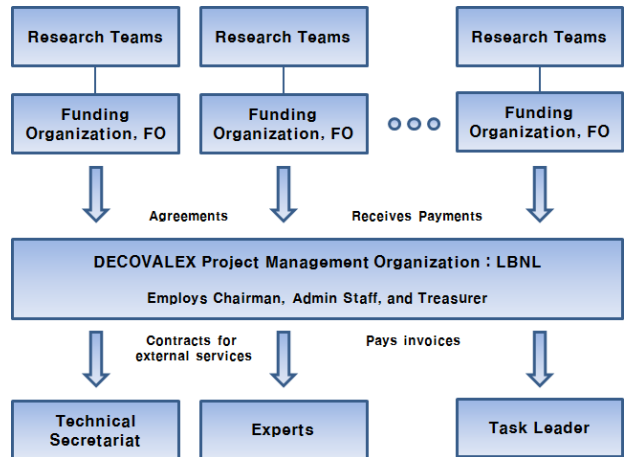 Research Teams
Research Teams
Research Teams
Funding
Organization, FO
Funding
Organization, FO
Funding
Organization, FO
Agreements
Receives Payments
DECOVALEX Project Management Organization : LBNL
Employs Chairman, Admin Staff, and Treasurer
Contracts for
external services
Pays invoices
Technical
Secretariat
Experts
Task Leader